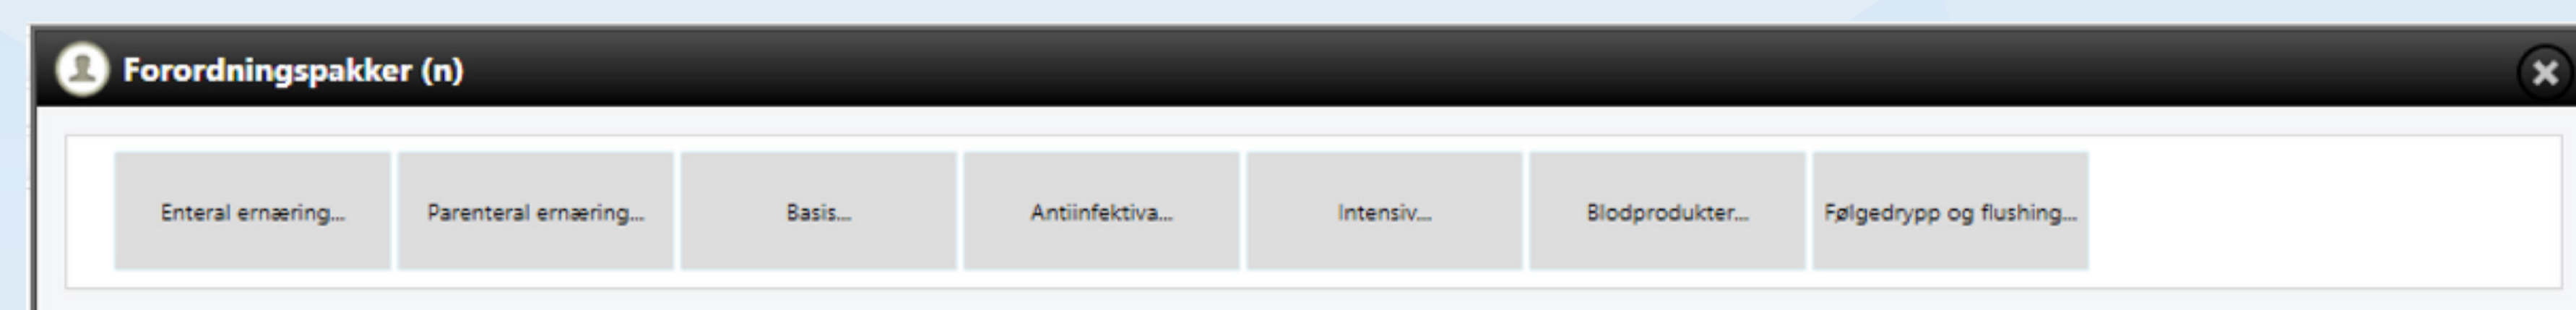 Forordningspakker (n)
Enteral ernæring... Parenteral ernæring... Basis... Antiinfektiva... Intensiv... Blodprodukter... Følgedrypp og flushing...